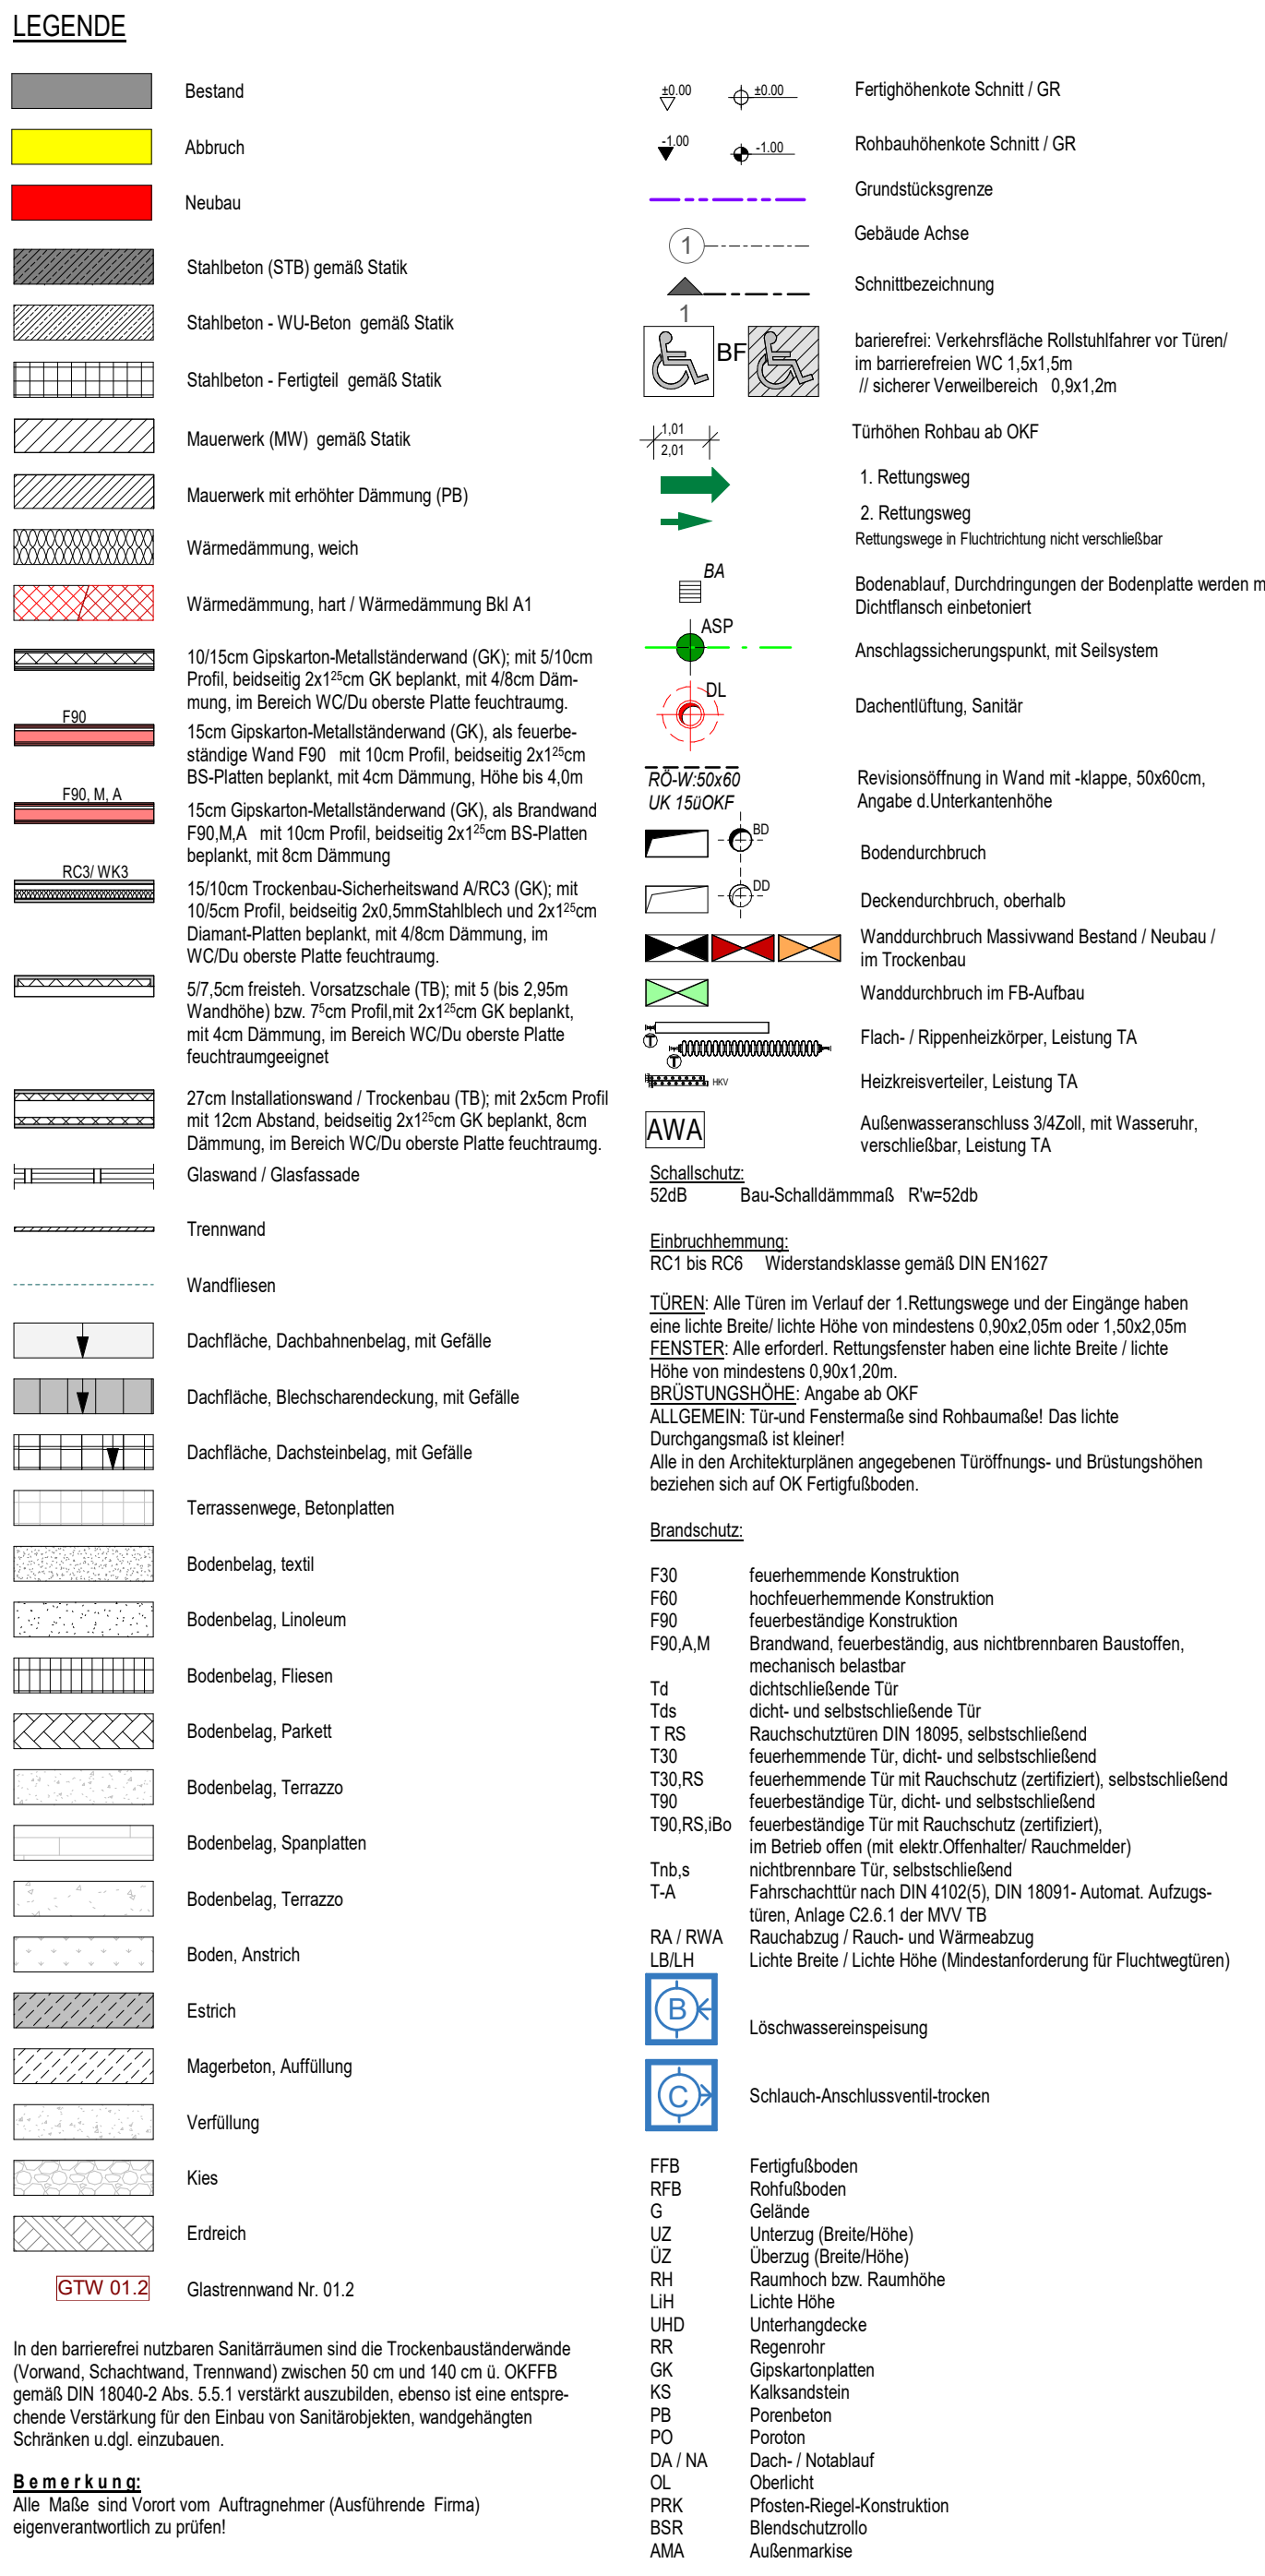 LEGENDE
Bestand
Abbruch
Neubau
Stahlbeton (STB) gemäß Statik
Stahlbeton - WU-Beton gemäß Statik
Stahlbeton - Fertigteil gemäß Statik
Mauerwerk (MW) gemäß Statik
Mauerwerk mit erhöhter Dämmung (PB)
Wärmedämmung, weich
Wärmedämmung, hart / Wärmedämmung Bkl A1
10/15cm Gipskarton-Metallständerwand (GK); mit 5/10cm
Profil, beidseitig 2x1²⁵cm GK beplankt, mit 4/8cm Däm-
mung, im Bereich WC/Du oberste Platte feuchtraumg.
F90
15cm Gipskarton-Metallständerwand (GK), als feuerbe-
ständige Wand F90 mit 10cm Profil, beidseitig 2x1²⁵cm
BS-Platten beplankt, mit 4cm Dämmung, Höhe bis 4,0m
F90, M, A
15cm Gipskarton-Metallständerwand (GK), als Brandwand
F90,M,A mit 10cm Profil, beidseitig 2x1²⁵cm BS-Platten
beplankt, mit 8cm Dämmung
RC3/ WK3
15/10cm Trockenbau-Sicherheitswand A/RC3 (GK); mit
10/5cm Profil, beidseitig 2x0,5mmStahlblech und 2x1²⁵cm
Diamant-Platten beplankt, mit 4/8cm Dämmung, im
WC/Du oberste Platte feuchtraumg.
5/7,5cm freisteh. Vorsatzschale (TB); mit 5 (bis 2,95m
Wandhöhe) bzw. 7⁵cm Profil,mit 2x1²⁵cm GK beplankt,
mit 4cm Dämmung, im Bereich WC/Du oberste Platte
feuchtraumgeeignet
27cm Installationswand / Trockenbau (TB); mit 2x5cm Profil
mit 12cm Abstand, beidseitig 2x1²⁵cm GK beplankt, 8cm
Dämmung, im Bereich WC/Du oberste Platte feuchtraumg.
Glaswand / Glasfassade
Trennwand
Wandfliesen
Dachfläche, Dachbahnenbelag, mit Gefälle
Dachfläche, Blechscharendeckung, mit Gefälle
Dachfläche, Dachsteinbelag, mit Gefälle
Terrassenwege, Betonplatten
Bodenbelag, textil
Bodenbelag, Linoleum
Bodenbelag, Fliesen
Bodenbelag, Parkett
Bodenbelag, Terrazzo
Bodenbelag, Spanplatten
Bodenbelag, Terrazzo
Boden, Anstrich
Estrich
Magerbeton, Auffüllung
Verfüllung
Kies
Erdreich
GTW 01.2 Glastrennwand Nr. 01.2
In den barrierefrei nutzbaren Sanitärräumen sind die Trockenbauständerwände
(Vorwand, Schachtwand, Trennwand) zwischen 50 cm und 140 cm ü. OKFFB
gemäß DIN 18040-2 Abs. 5.5.1 verstärkt auszubilden, ebenso ist eine entspre-
chende Verstärkung für den Einbau von Sanitärobjekten, wandgehängten
Schränken u.dgl. einzubauen.
Bemerkung:
Alle Maße sind Vorort vom Auftragnehmer (Ausführende Firma)
eigenverantwortlich zu prüfen!
±0.00 ±0.00 Fertighöhenkote Schnitt / GR
-1.00 -1.00 Rohbauhöhenkote Schnitt / GR
Grundstücksgrenze
1 Gebäude Achse
Schnittbezeichnung
1
BF
barierefrei: Verkehrsfläche Rollstuhlfahrer vor Türen/
im barrierefreien WC 1,5x1,5m
// sicherer Verweilbereich 0,9x1,2m
1,01
2,01
Türhöhen Rohbau ab OKF
1. Rettungsweg
2. Rettungsweg
Rettungswege in Fluchtrichtung nicht verschließbar
BA
Bodenablauf, Durchdringungen der Bodenplatte werden m
Dichtflansch einbetoniert
ASP
Anschlagssicherungspunkt, mit Seilsystem
DL
Dachentlüftung, Sanitär
RÖ-W:50x60
UK 15üOKF
Revisionsöffnung in Wand mit -klappe, 50x60cm,
Angabe d.Unterkantenhöhe
BD
Bodendurchbruch
DD
Deckendurchbruch, oberhalb
Wanddurchbruch Massivwand Bestand / Neubau /
im Trockenbau
Wanddurchbruch im FB-Aufbau
T
T
Flach- / Rippenheizkörper, Leistung TA
HKV
Heizkreisverteiler, Leistung TA
AWA
Außenwasseranschluss 3/4Zoll, mit Wasseruhr,
verschließbar, Leistung TA
Schallschutz:
52dB Bau-Schalldämmmaß R'w=52db
Einbruchhemmung:
RC1 bis RC6 Widerstandsklasse gemäß DIN EN1627
TÜREN: Alle Türen im Verlauf der 1.Rettungswege und der Eingänge haben
eine lichte Breite/ lichte Höhe von mindestens 0,90x2,05m oder 1,50x2,05m
FENSTER: Alle erforderl. Rettungsfenster haben eine lichte Breite / lichte
Höhe von mindestens 0,90x1,20m.
BRÜSTUNGSHÖHE: Angabe ab OKF
ALLGEMEIN: Tür-und Fenstermaße sind Rohbaumaße! Das lichte
Durchgangsmaß ist kleiner!
Alle in den Architekturplänen angegebenen Türöffnungs- und Brüstungshöhen
beziehen sich auf OK Fertigfußboden.
Brandschutz:
F30 feuerhemmende Konstruktion
F60 hochfeuerhemmende Konstruktion
F90 feuerbeständige Konstruktion
F90,A,M Brandwand, feuerbeständig, aus nichtbrennbaren Baustoffen,
mechanisch belastbar
Td dichtschließende Tür
Tds dicht- und selbstschließende Tür
T RS Rauchschutztüren DIN 18095, selbstschließend
T30 feuerhemmende Tür, dicht- und selbstschließend
T30,RS feuerhemmende Tür mit Rauchschutz (zertifiziert), selbstschließend
T90 feuerbeständige Tür, dicht- und selbstschließend
T90,RS,iBo feuerbeständige Tür mit Rauchschutz (zertifiziert),
im Betrieb offen (mit elektr.Offenhalter/ Rauchmelder)
Tnb,s nichtbrennbare Tür, selbstschließend
T-A Fahrschachttür nach DIN 4102(5), DIN 18091- Automat. Aufzugs-
türen, Anlage C2.6.1 der MVV TB
RA / RWA Rauchabzug / Rauch- und Wärmeabzug
LB/LH Lichte Breite / Lichte Höhe (Mindestanforderung für Fluchtwegtüren)
B Löschwassereinspeisung
C Schlauch-Anschlussventil-trocken
FFB Fertigfußboden
RFB Rohfußboden
G Gelände
UZ Unterzug (Breite/Höhe)
ÜZ Überzug (Breite/Höhe)
RH Raumhoch bzw. Raumhöhe
LiH Lichte Höhe
UHD Unterhangdecke
RR Regenrohr
GK Gipskartonplatten
KS Kalksandstein
PB Porenbeton
PO Poroton
DA / NA Dach- / Notablauf
OL Oberlicht
PRK Pfosten-Riegel-Konstruktion
BSR Blendschutzrollo
AMA Außenmarkise